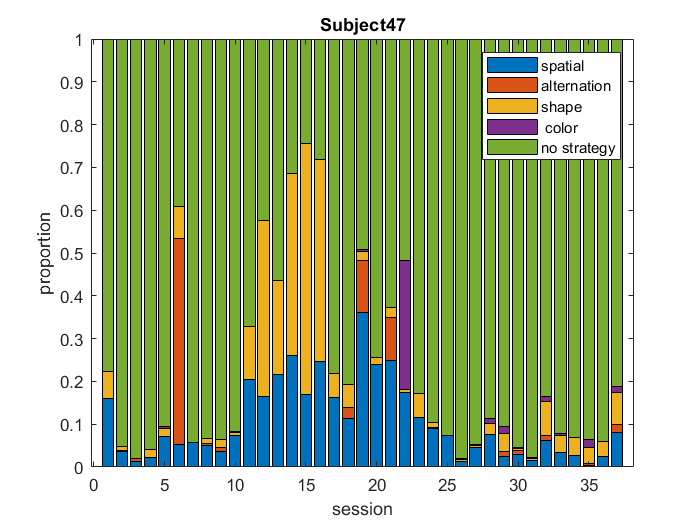 Subject47
1
0.9
0.8
0.7
0.6
0.5
0.4
0.3
0.2
0.1
0
proportion
spatial
alternation
shape
color
no strategy
0 5 10 15 20 25 30 35
session